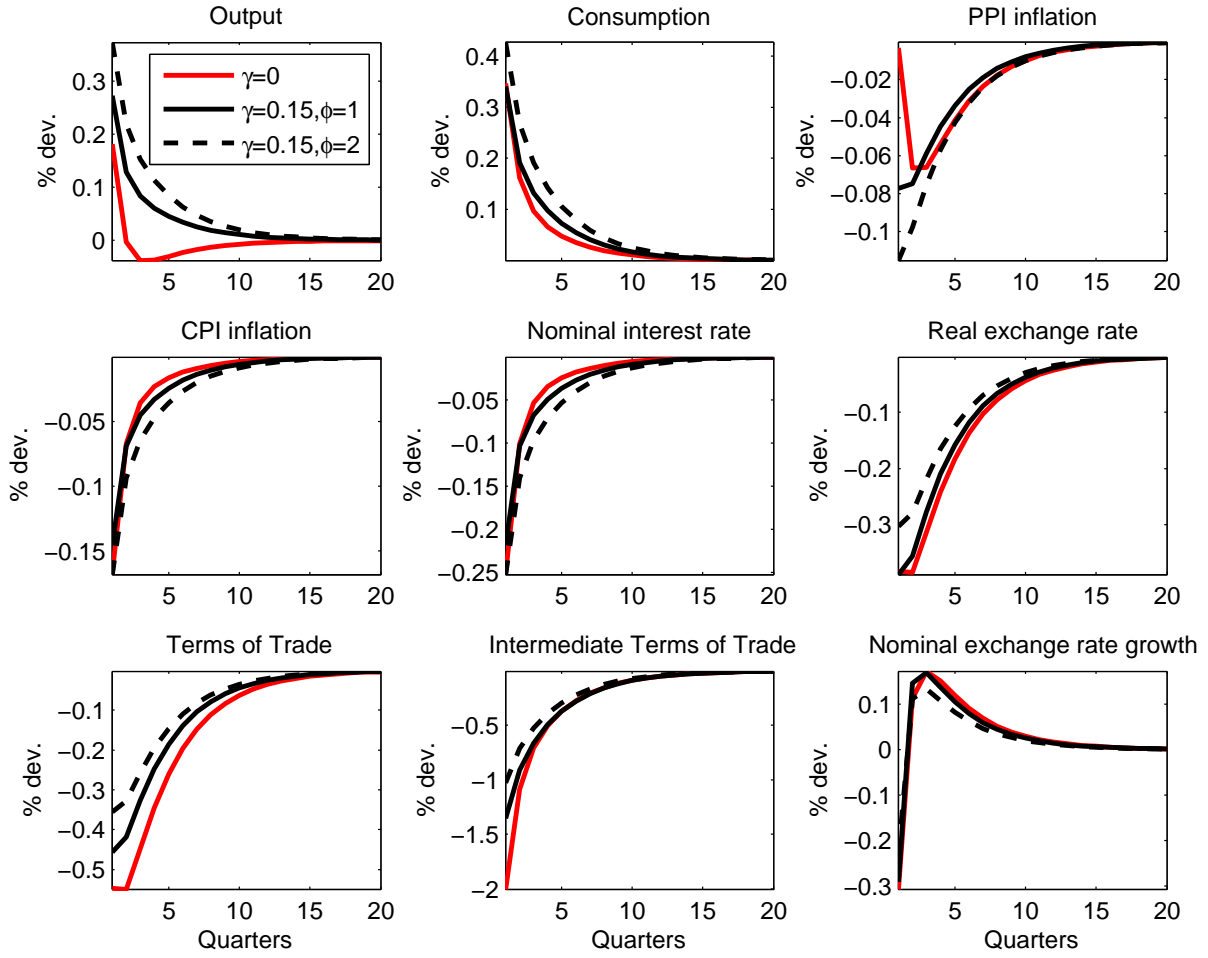 Output
% dev.
0.3
0.2
0.1
0
5 10 15 20
γ=0
γ=0.15,ϕ=1
γ=0.15,ϕ=2
Consumption
% dev.
0.4
0.3
0.2
0.1
5 10 15 20
PPI inflation
% dev.
−0.02
−0.04
−0.06
−0.08
−0.1
5 10 15 20
CPI inflation
% dev.
−0.05
−0.1
−0.15
5 10 15 20
Nominal interest rate
% dev.
−0.05
−0.1
−0.15
−0.2
−0.25
5 10 15 20
Real exchange rate
% dev.
−0.1
−0.2
−0.3
5 10 15 20
Terms of Trade
% dev.
−0.1
−0.2
−0.3
−0.4
−0.5
5 10 15 20
Quarters
Intermediate Terms of Trade
% dev.
−0.5
−1
−1.5
−2
5 10 15 20
Quarters
Nominal exchange rate growth
% dev.
0.1
0
−0.1
−0.2
−0.3
5 10 15 20
Quarters